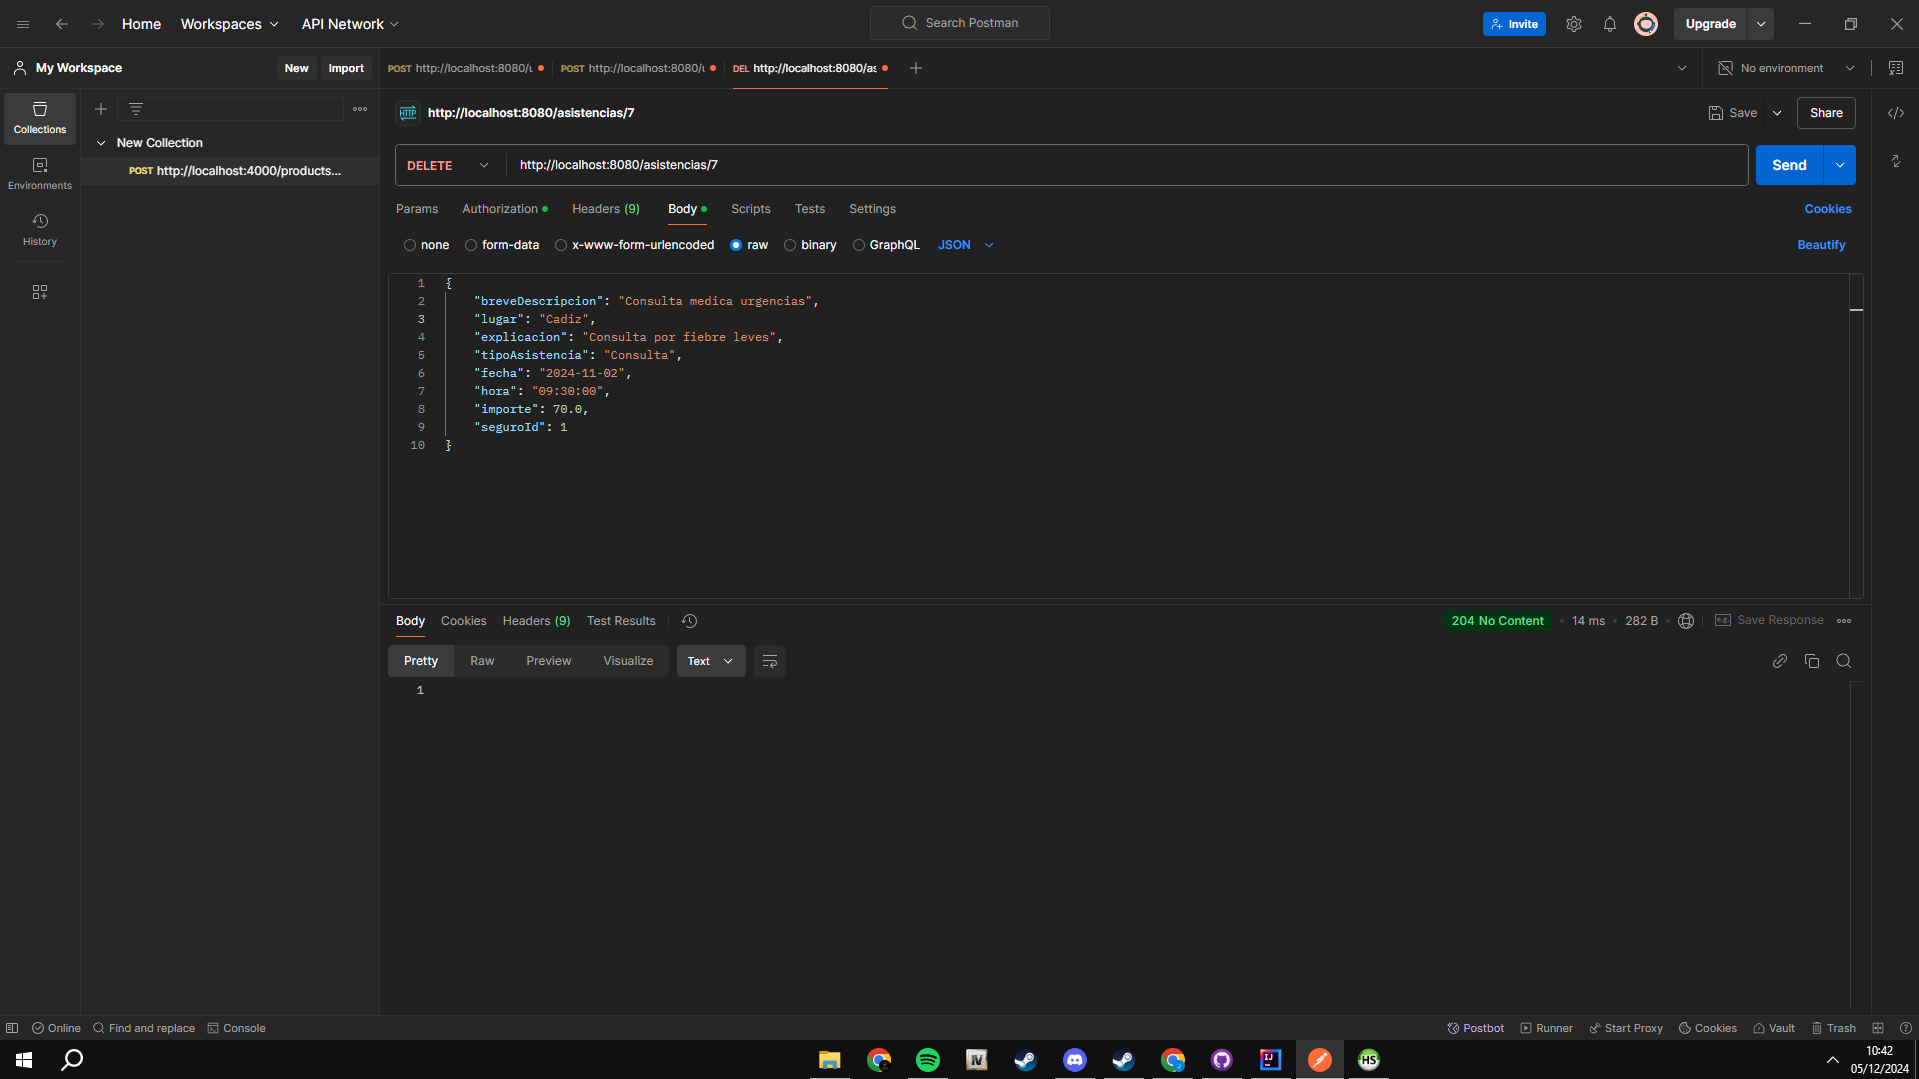 Home
Workspaces
API Network
Search Postman
Invite
Upgrade
My Workspace
New
Import
POST http://localhost:8080/u
POST http://localhost:8080/u
DEL http://localhost:8080/as
No environment
Collections
Environments
History
New Collection
POST http://localhost:4000/products...
HTTP http://localhost:8080/asistencias/7
Save
Share
DELETE
http://localhost:8080/asistencias/7
Send
Params
Authorization
Headers (9)
Body
Scripts
Tests
Settings
Cookies
none
form-data
x-www-form-urlencoded
raw
binary
GraphQL
JSON
Beautify
1 {
2 "breveDescripcion": "Consulta medica urgencias",
3 "lugar": "Cadiz",
4 "explicacion": "Consulta por fiebre leves",
5 "tipoAsistencia": "Consulta",
6 "fecha": "2024-11-02",
7 "hora": "09:30:00",
8 "importe": 70.0,
9 "seguroId": 1
10 }
Body
Cookies
Headers (9)
Test Results
204 No Content
14 ms
282 B
e.g.
Save Response
Pretty
Raw
Preview
Visualize
Text
1
Online
Find and replace
Console
Postbot
Runner
Start Proxy
Cookies
Vault
Trash
IV
IJ
HS
10:42
05/12/2024